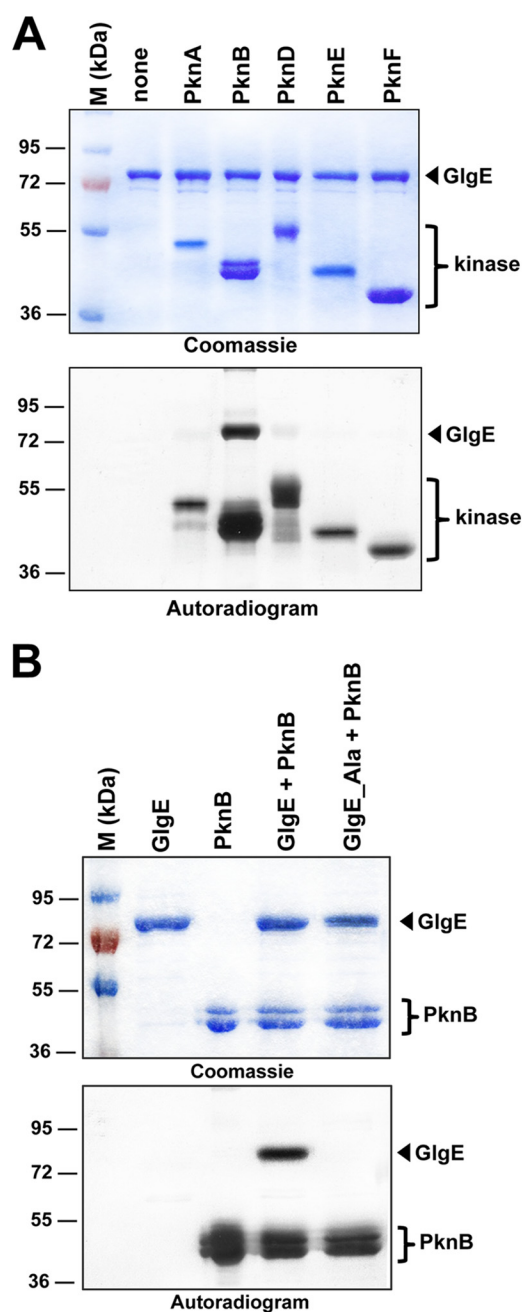 A
M (kDa)
none
PknA
PknB
PknD
PknE
PknF
95
72
55
36
GlgE
kinase
Coomassie
95
72
55
36
GlgE
kinase
Autoradiogram
B
M (kDa)
GlgE
PknB
GlgE + PknB
GlgE_Ala + PknB
95
72
55
36
GlgE
PknB
Coomassie
95
72
55
36
GlgE
PknB
Autoradiogram